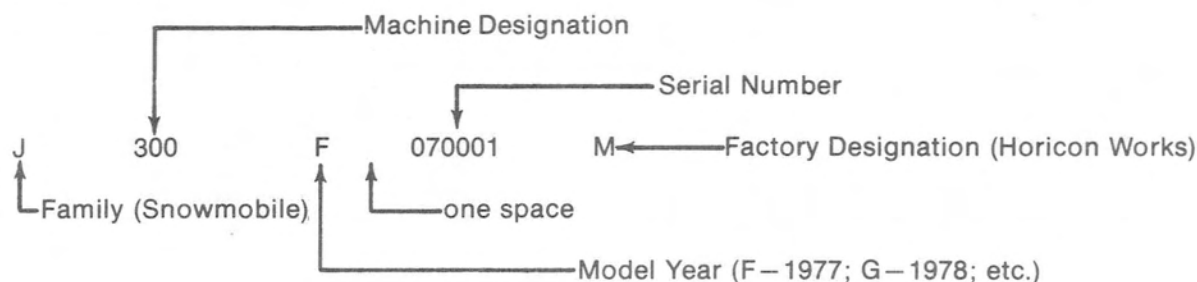 Machine Designation
Serial Number
J 300 F 070001 M Factory Designation (Horicon Works)
Family (Snowmobile) one space
Model Year (F—1977; G—1978; etc.)